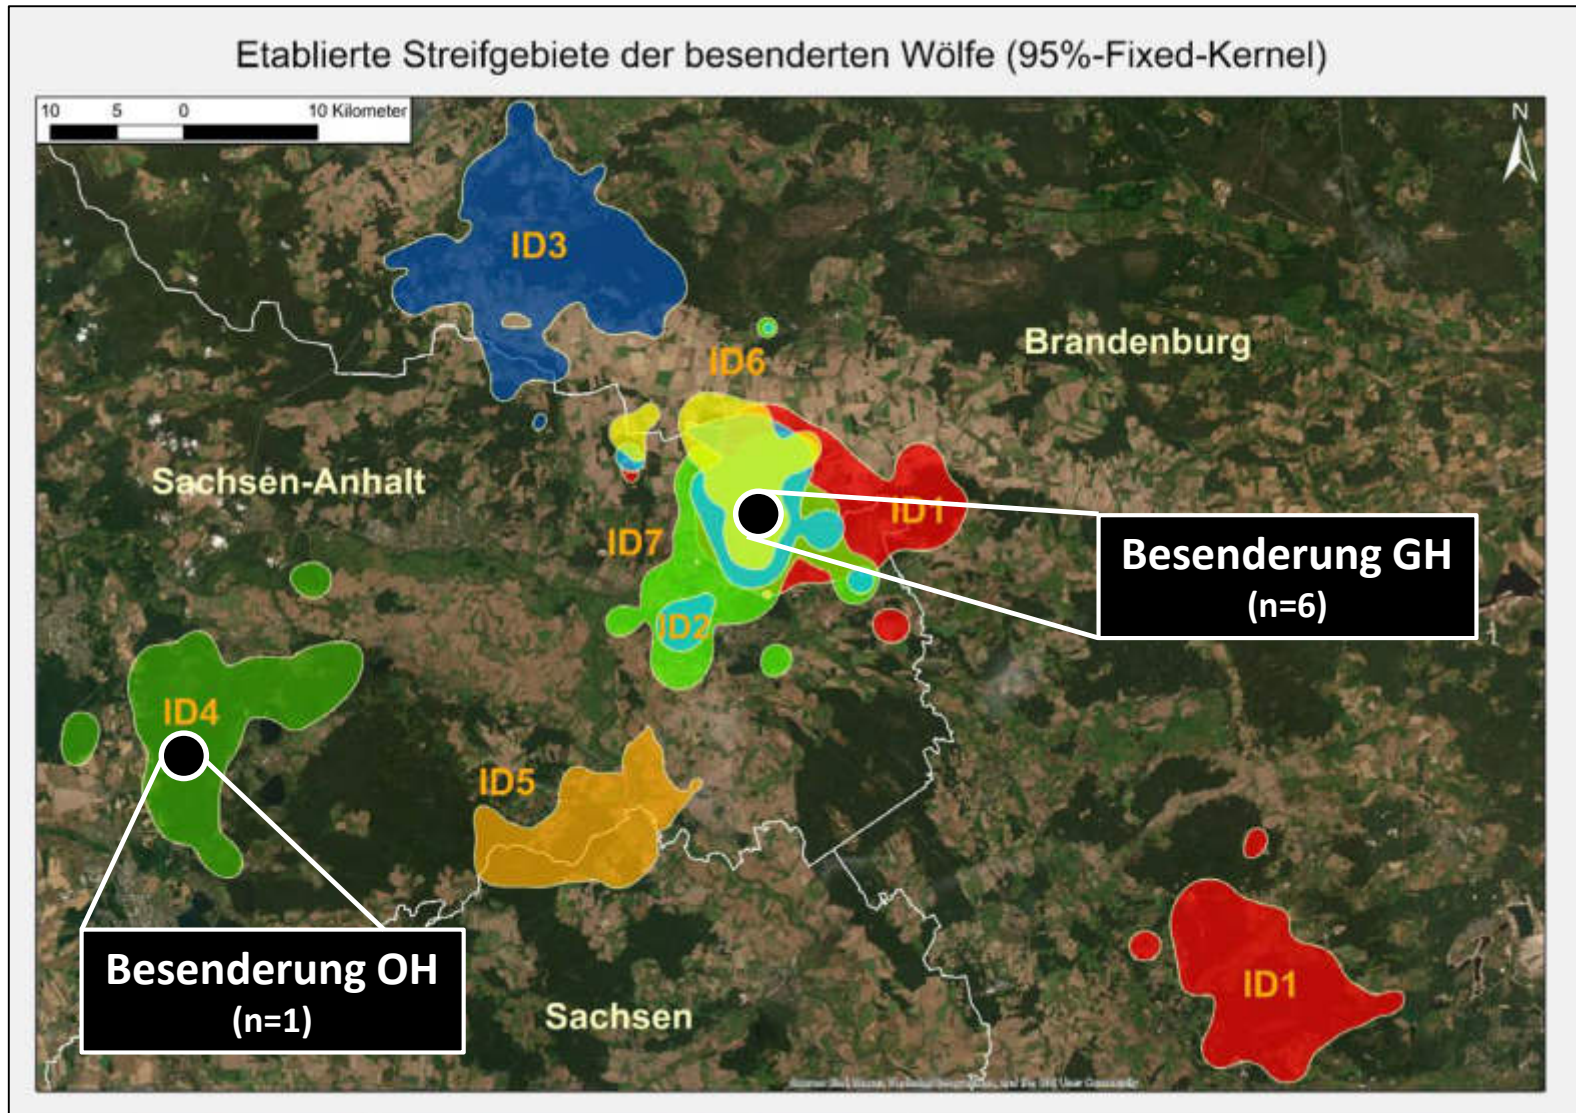 Etablierte Streifgebiete der besenderten Wölfe (95%-Fixed-Kernel)
10 5 0 10 Kilometer
N
ID3
Brandenburg
ID6
Sachsen-Anhalt
ID1
ID7
Besenderung GH
(n=6)
ID2
ID4
ID5
Besenderung OH
(n=1)
ID1
Sachsen